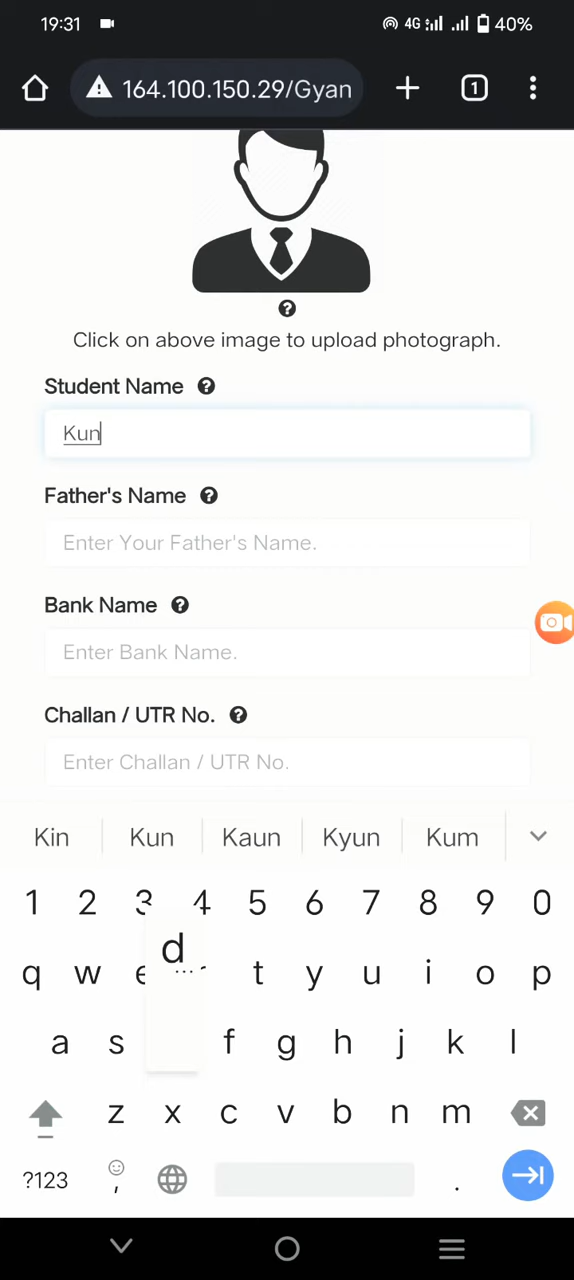 19:31 4G 40%
164.100.150.29/Gyan 1
?
Click on above image to upload photograph.
Student Name ?
Kun
Father's Name ?
Enter Your Father's Name.
Bank Name ?
Enter Bank Name.
Challan / UTR No. ?
Enter Challan / UTR No.
Kin Kun Kaun Kyun Kum
1 2 3 4 5 6 7 8 9 0
d...
q w e t y u i o p
a s f g h j k l
z x c v b n m
?123 , .